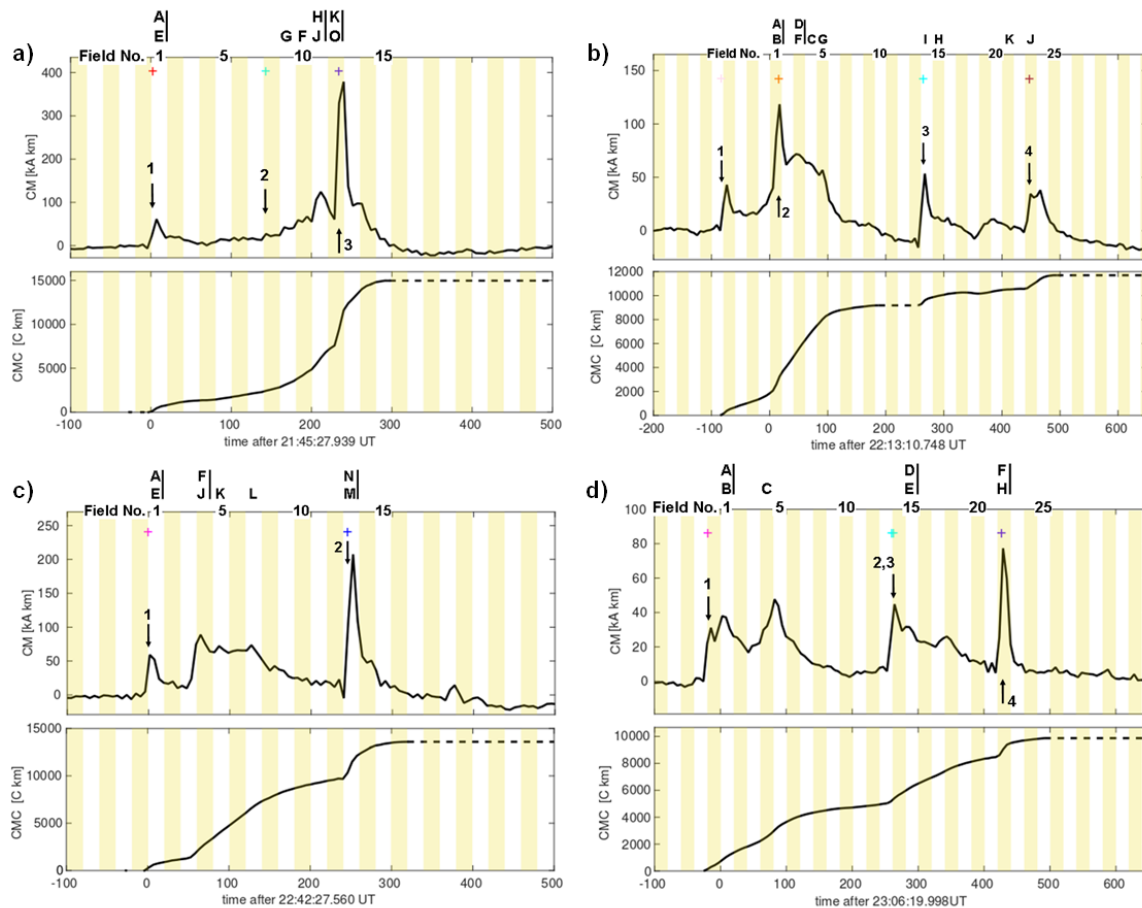 a)
A
E
G F
H
J
K
O
Field No. 1 5 10 15
CM [kA km]
400
300
200
100
0
1
2
3
CMC [C km]
15000
10000
5000
0
-100 0 100 200 300 400 500
time after 21:45:27.939 UT
b)
A
B
D
F
C G
I H
K J
Field No. 1 5 10 15 20 25
CM [kA km]
150
100
50
0
1
2
3
4
CMC [C km]
12000
10000
8000
6000
4000
2000
0
-200 -100 0 100 200 300 400 500 600
time after 22:13:10.748UT
c)
A
E
F
J
K L
N
M
Field No. 1 5 10 15
CM [kA km]
250
200
150
100
50
0
1
2
CMC [C km]
15000
10000
5000
0
-100 0 100 200 300 400 500
time after 22:42:27.560 UT
d)
A
B
C
D
E
F
H
Field No. 1 5 10 15 20 25
CM [kA km]
100
80
60
40
20
0
1
2,3
4
CMC [C km]
10000
8000
6000
4000
2000
0
-200 -100 0 100 200 300 400 500 600
time after 23:06:19.998UT